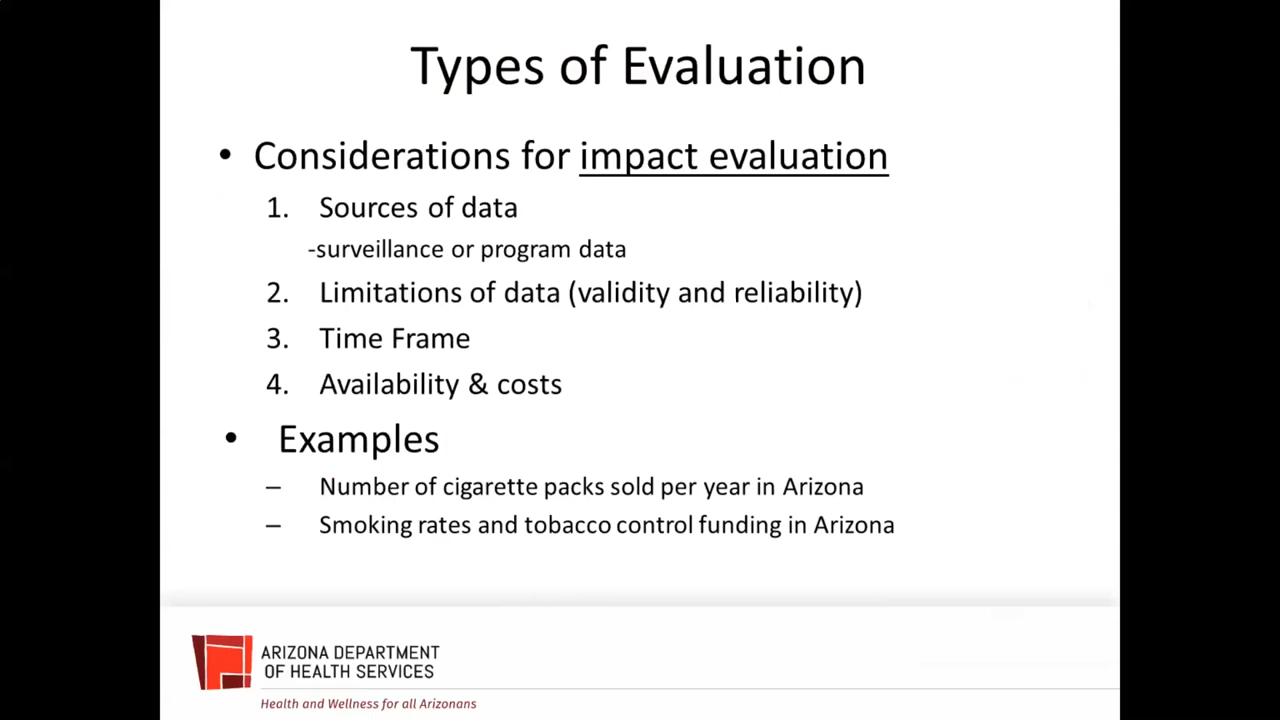 Types of Evaluation
• Considerations for impact evaluation
1. Sources of data
-surveillance or program data
2. Limitations of data (validity and reliability)
3. Time Frame
4. Availability & costs
• Examples
– Number of cigarette packs sold per year in Arizona
– Smoking rates and tobacco control funding in Arizona
ARIZONA DEPARTMENT
OF HEALTH SERVICES
Health and Wellness for all Arizonans